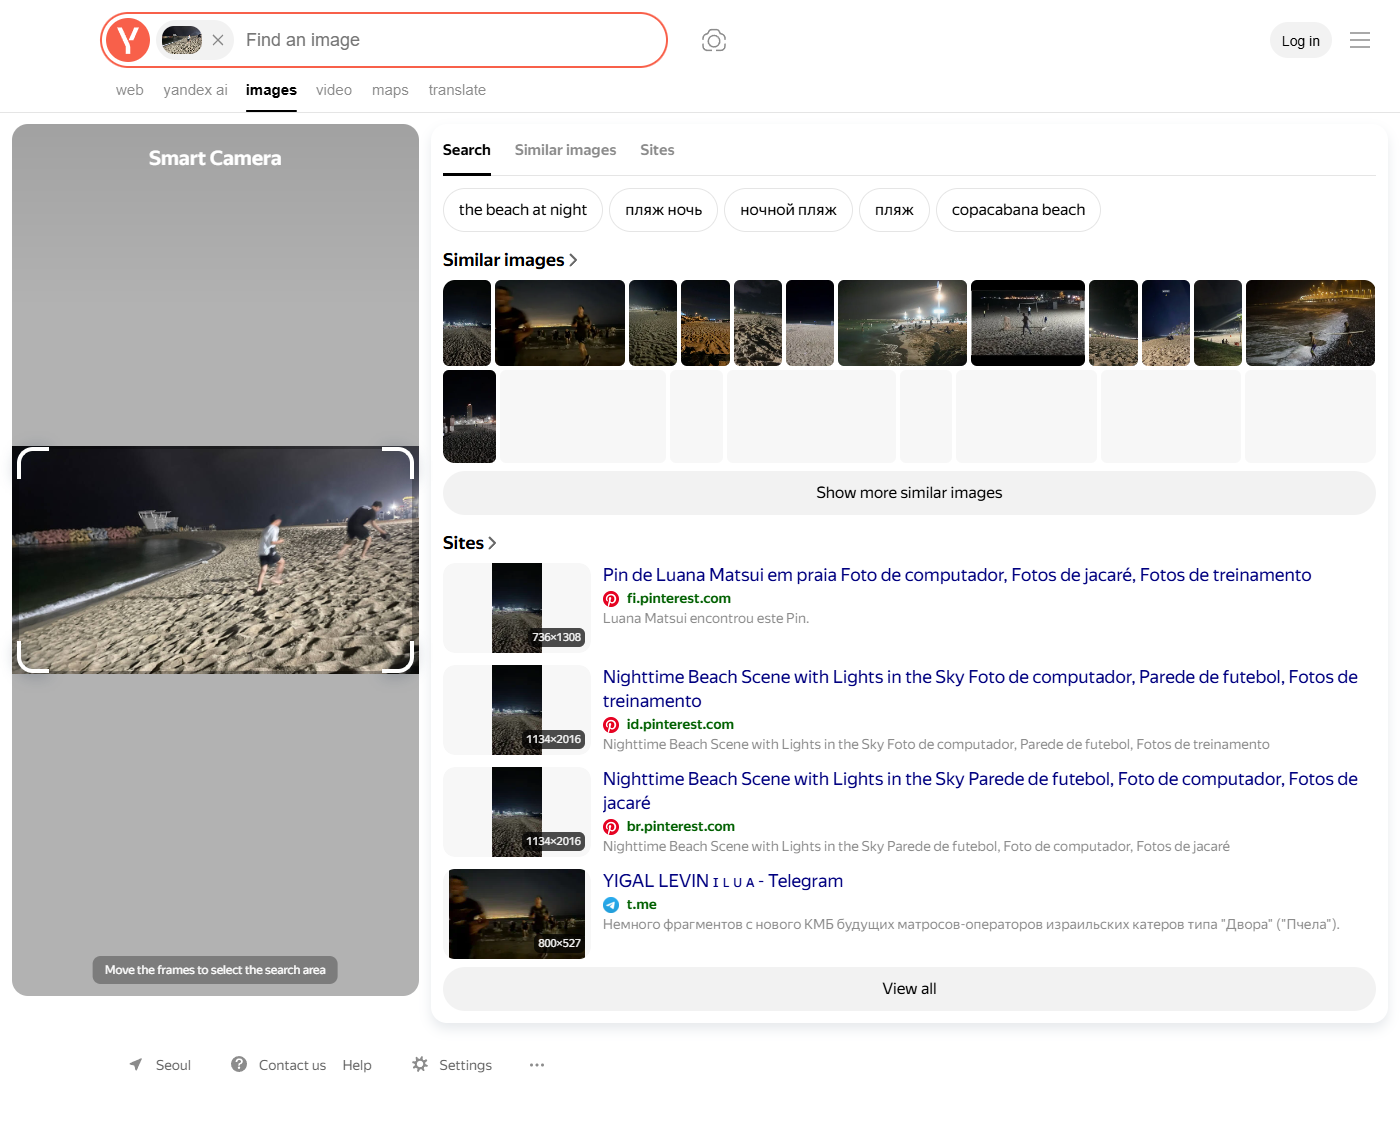 Find an image
Log in
web yandex ai images video maps translate
Smart Camera
Move the frames to select the search area
Search Similar images Sites
the beach at night пляж ночь ночной пляж пляж copacabana beach
Similar images
Show more similar images
Sites
736×1308
Pin de Luana Matsui em praia Foto de computador, Fotos de jacaré, Fotos de treinamento
fi.pinterest.com
Luana Matsui encontrou este Pin.
1134×2016
Nighttime Beach Scene with Lights in the Sky Foto de computador, Parede de futebol, Fotos de
treinamento
id.pinterest.com
Nighttime Beach Scene with Lights in the Sky Foto de computador, Parede de futebol, Fotos de treinamento
1134×2016
Nighttime Beach Scene with Lights in the Sky Parede de futebol, Foto de computador, Fotos de
jacaré
br.pinterest.com
Nighttime Beach Scene with Lights in the Sky Parede de futebol, Foto de computador, Fotos de jacaré
800×527
YIGAL LEVIN ɪ ʟ ᴜ ᴀ - Telegram
t.me
Немного фрагментов с нового КМБ будущих матросов-операторов израильских катеров типа "Двора" ("Пчела").
View all
Seoul Contact us Help Settings